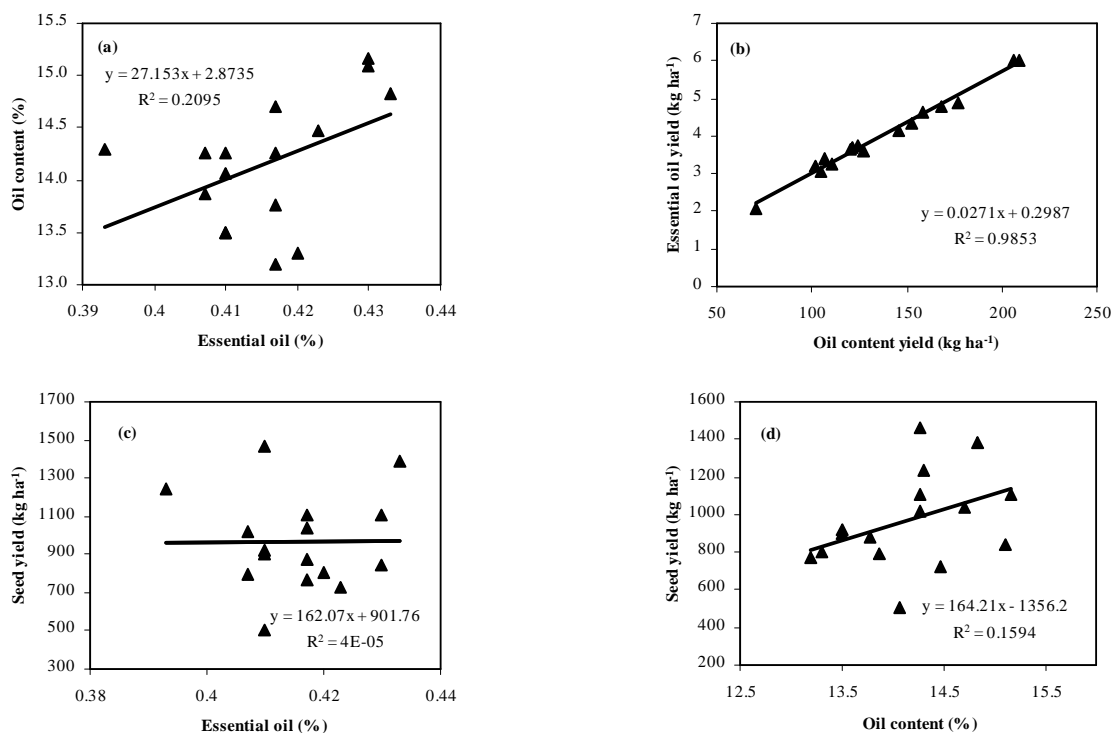 (a)
y = 27.153x + 2.8735
R² = 0.2095
15.5
15.0
14.5
14.0
13.5
13.0
0.39 0.4 0.41 0.42 0.43 0.44
Oil content (%)
Essential oil (%)
(b)
7
6
5
4
3
2
1
0
y = 0.0271x + 0.2987
R² = 0.9853
50 100 150 200 250
Essential oil yield (kg ha⁻¹)
Oil content yield (kg ha⁻¹)
(c)
1700
1500
1300
1100
900
700
500
300
y = 162.07x + 901.76
R² = 4E-05
0.38 0.4 0.42 0.44
Seed yield (kg ha⁻¹)
Essential oil (%)
(d)
1600
1400
1200
1000
800
600
400
200
y = 164.21x - 1356.2
R² = 0.1594
12.5 13.5 14.5 15.5
Seed yield (kg ha⁻¹)
Oil content (%)